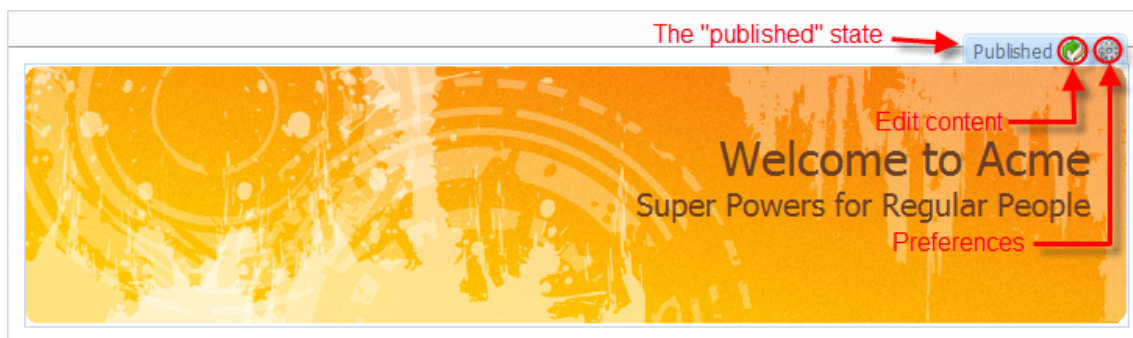 The "published" state
Published
Edit content
Welcome to Acme
Super Powers for Regular People
Preferences